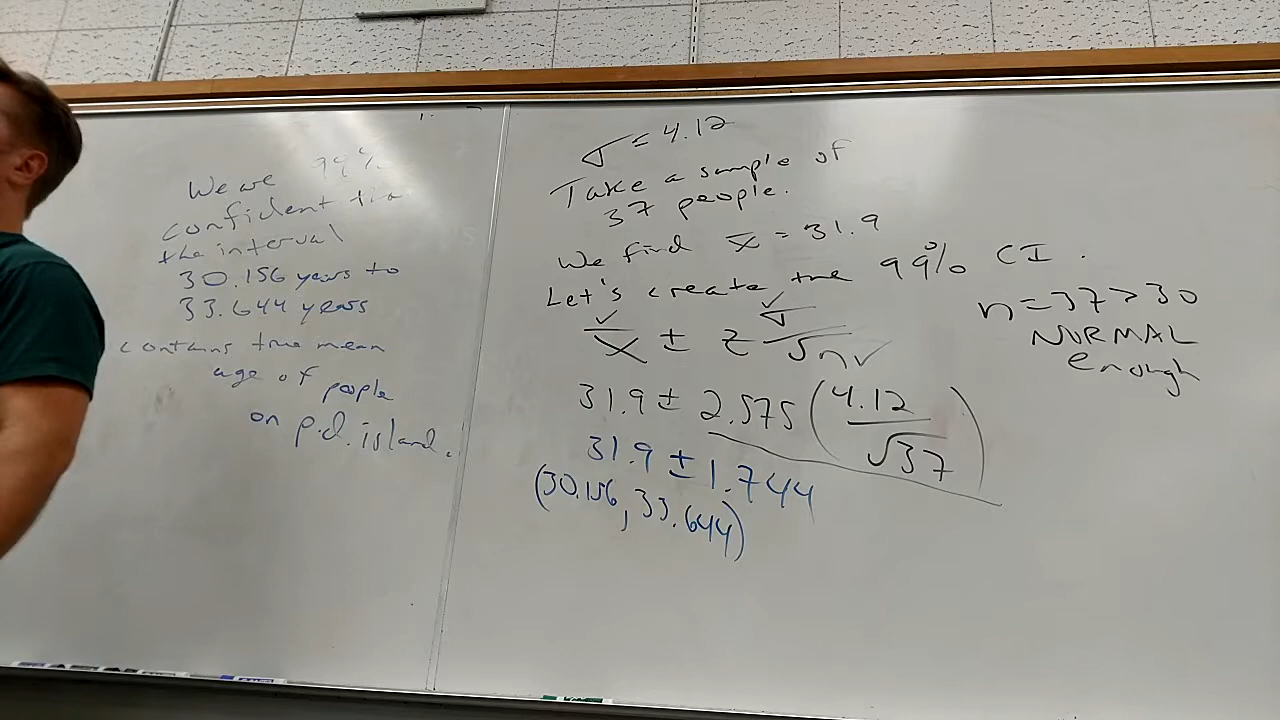 We are 99%
confident tha
the interval
30.156 years to
33.644 years
contains true mean
age of people
on p.d. island.
σ = 4.12
Take a sample of
37 people.
We find x̄ = 31.9
Let's create the 99% CI.
x̄ ± z σ/√n
n = 37 > 30
NORMAL
enough
31.9 ± 2.575 (4.12/√37)
31.9 ± 1.744
(30.156, 33.644)